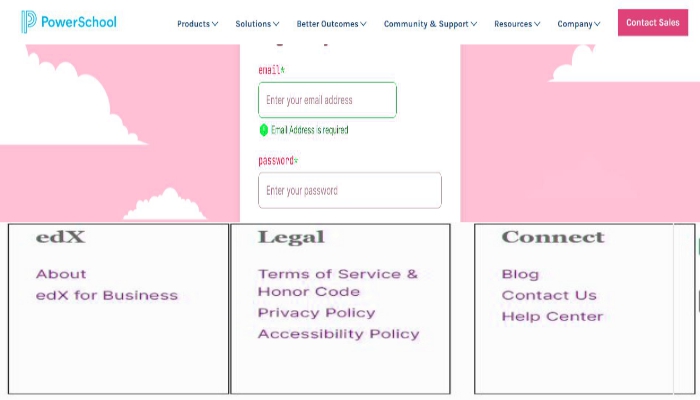 PowerSchool
Products Solutions Better Outcomes Community & Support Resources Company Contact Sales
email*
Enter your email address
Email Address is required
password*
Enter your password
edX
About
edX for Business
Legal
Terms of Service &
Honor Code
Privacy Policy
Accessibility Policy
Connect
Blog
Contact Us
Help Center